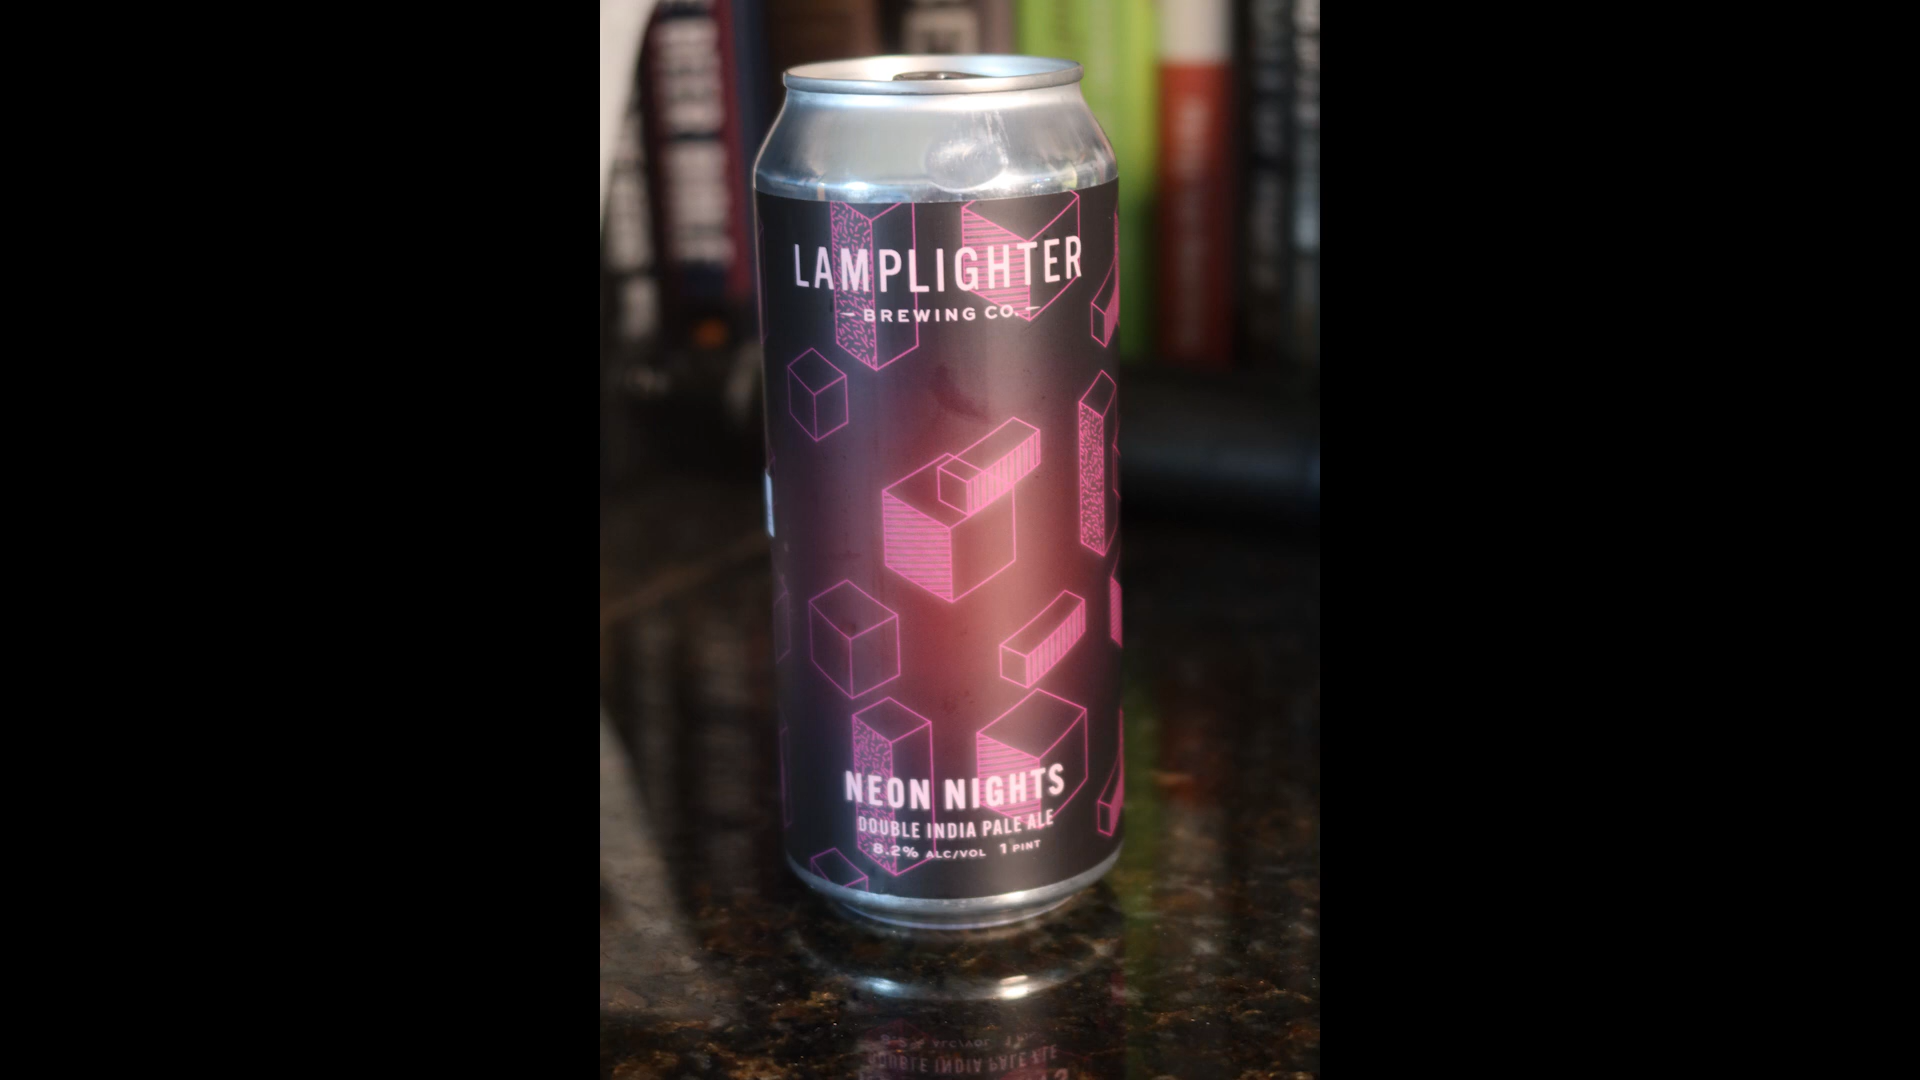 LAMPLIGHTER
BREWING CO.
NEON NIGHTS
DOUBLE INDIA PALE ALE
8.2% ALC/VOL 1 PINT